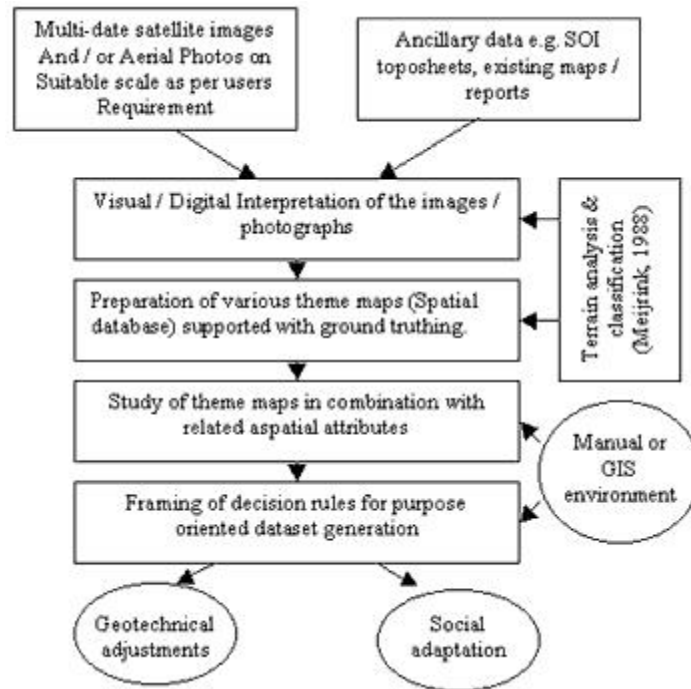 Multi-date satellite images
And / or Aerial Photos on
Suitable scale as per users
Requirement
Ancillary data e.g. SOI
toposheets, existing maps /
reports
Visual / Digital Interpretation of the images /
photographs
Terrain analysis &
classification
(Meijrink, 1988)
Preparation of various theme maps (Spatial
database) supported with ground truthing.
Study of theme maps in combination with
related aspatial attributes
Manual or
GIS
environment
Framing of decision rules for purpose
oriented dataset generation
Geotechnical
adjustments
Social
adaptation